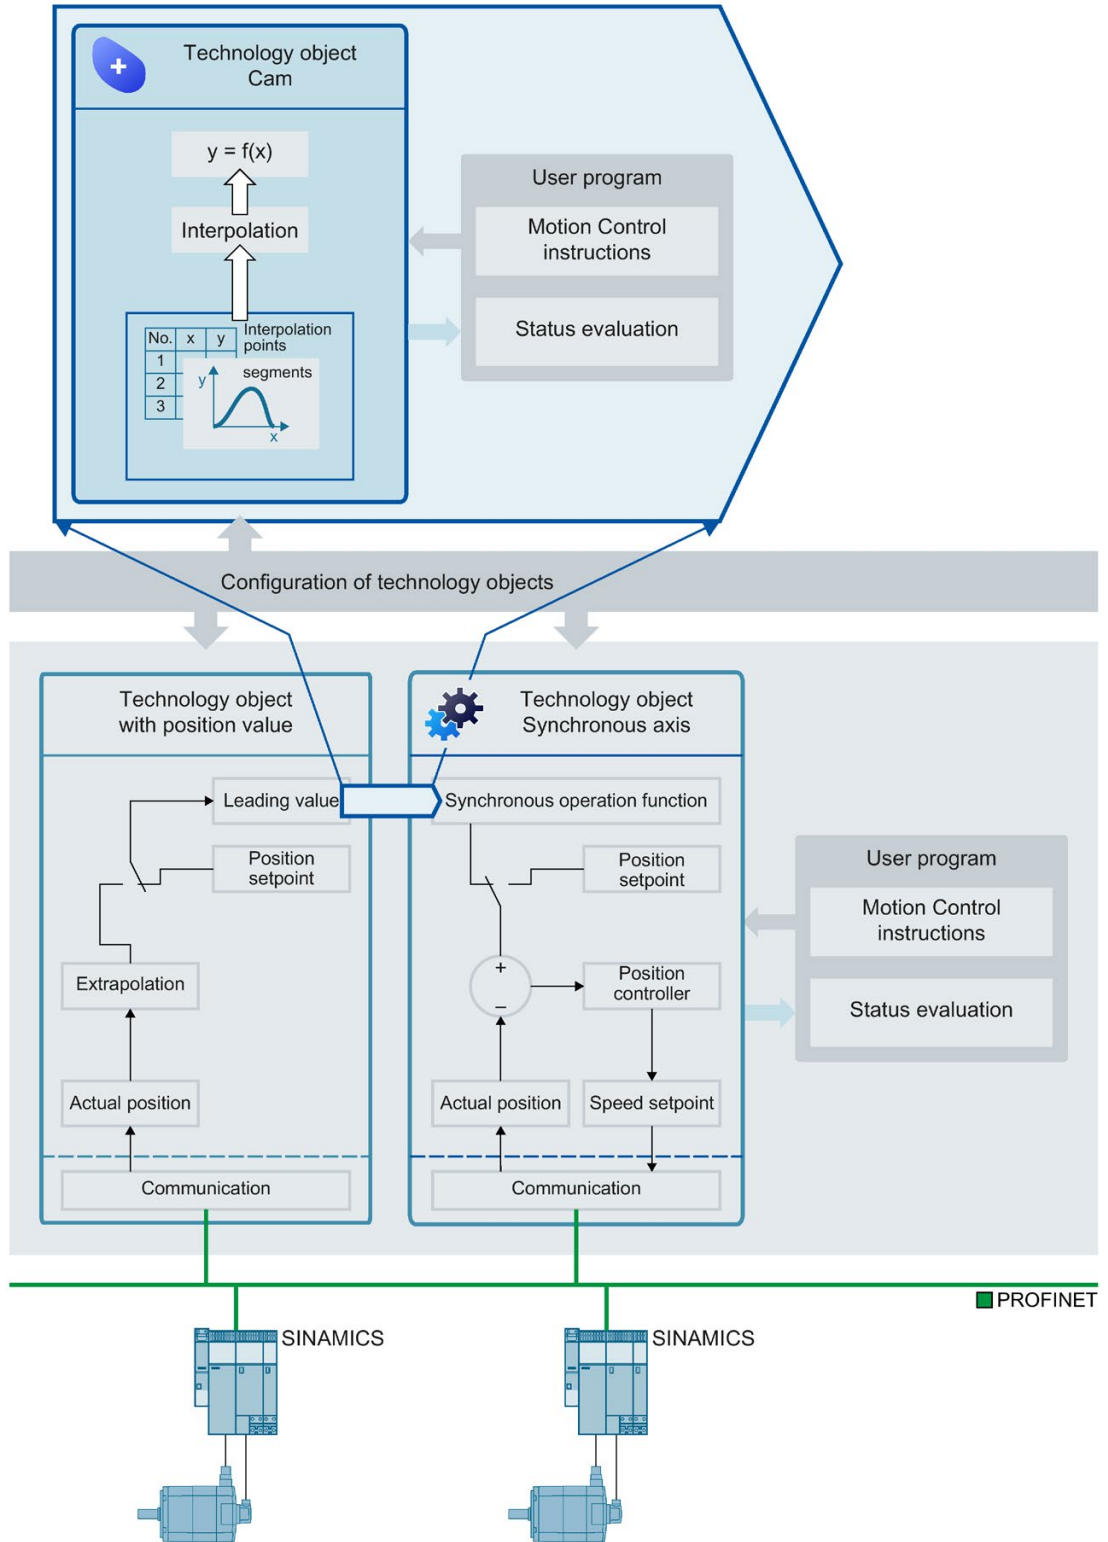 Technology object
Cam
y = f(x)
Interpolation
No. x y
1
2
3
Interpolation
points
segments
y
x
User program
Motion Control
instructions
Status evaluation
Configuration of technology objects
Technology object
with position value
Leading value
Position
setpoint
Extrapolation
Actual position
Communication
Technology object
Synchronous axis
Synchronous operation function
Position
setpoint
+
–
Position
controller
Actual position
Speed setpoint
Communication
User program
Motion Control
instructions
Status evaluation
PROFINET
SINAMICS
SINAMICS